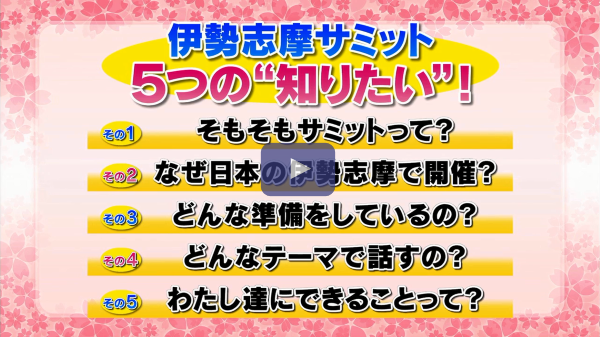 伊勢志摩サミット
5つの“知りたい”!
その1 そもそもサミットって?
その2 なぜ日本の伊勢志摩で開催?
その3 どんな準備をしているの?
その4 どんなテーマで話すの?
その5 わたし達にできることって?